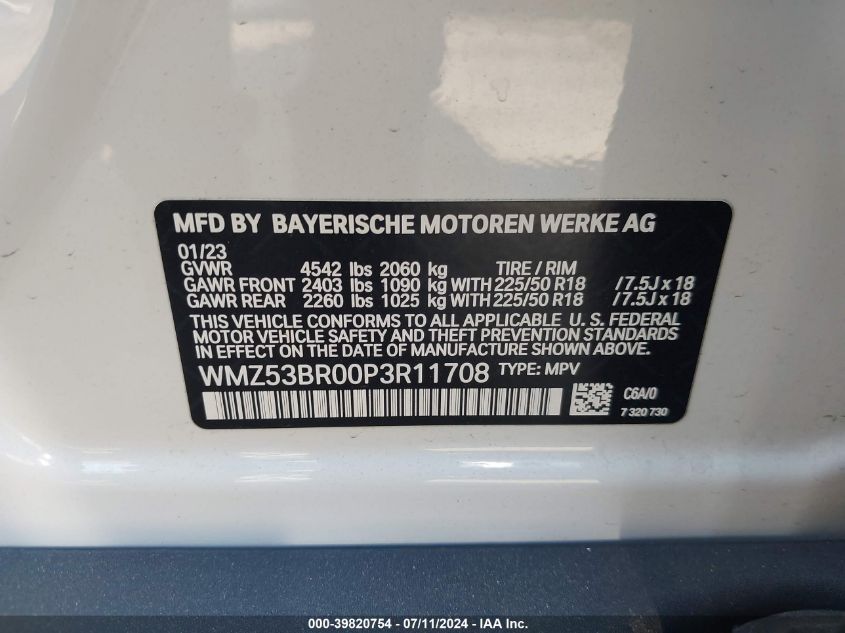 MFD BY BAYERISCHE MOTOREN WERKE AG
01/23
GVWR 4542 lbs 2060 kg TIRE / RIM
GAWR FRONT 2403 lbs 1090 kg WITH 225/50 R18 / 7.5J x 18
GAWR REAR 2260 lbs 1025 kg WITH 225/50 R18 / 7.5J x 18
THIS VEHICLE CONFORMS TO ALL APPLICABLE U. S. FEDERAL
MOTOR VEHICLE SAFETY AND THEFT PREVENTION STANDARDS
IN EFFECT ON THE DATE OF MANUFACTURE SHOWN ABOVE.
WMZ53BR00P3R11708 TYPE: MPV
C6A/0
7 320 730
000-39820754 - 07/11/2024 - IAA Inc.